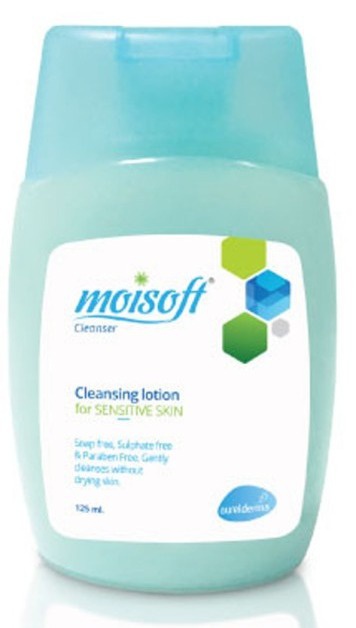 moisoft®
Cleanser
Cleansing lotion
for SENSITIVE SKIN
Soap free, Sulphate free
& Paraben Free, Gently
cleanses without
drying skin.
125 ml.
aurelderma